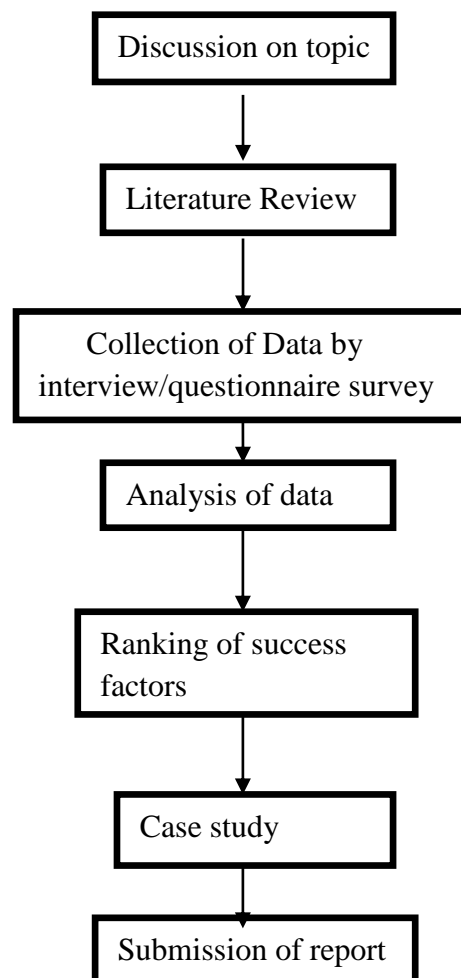 Discussion on topic
Literature Review
Collection of Data by
interview/questionnaire survey
Analysis of data
Ranking of success
factors
Case study
Submission of report